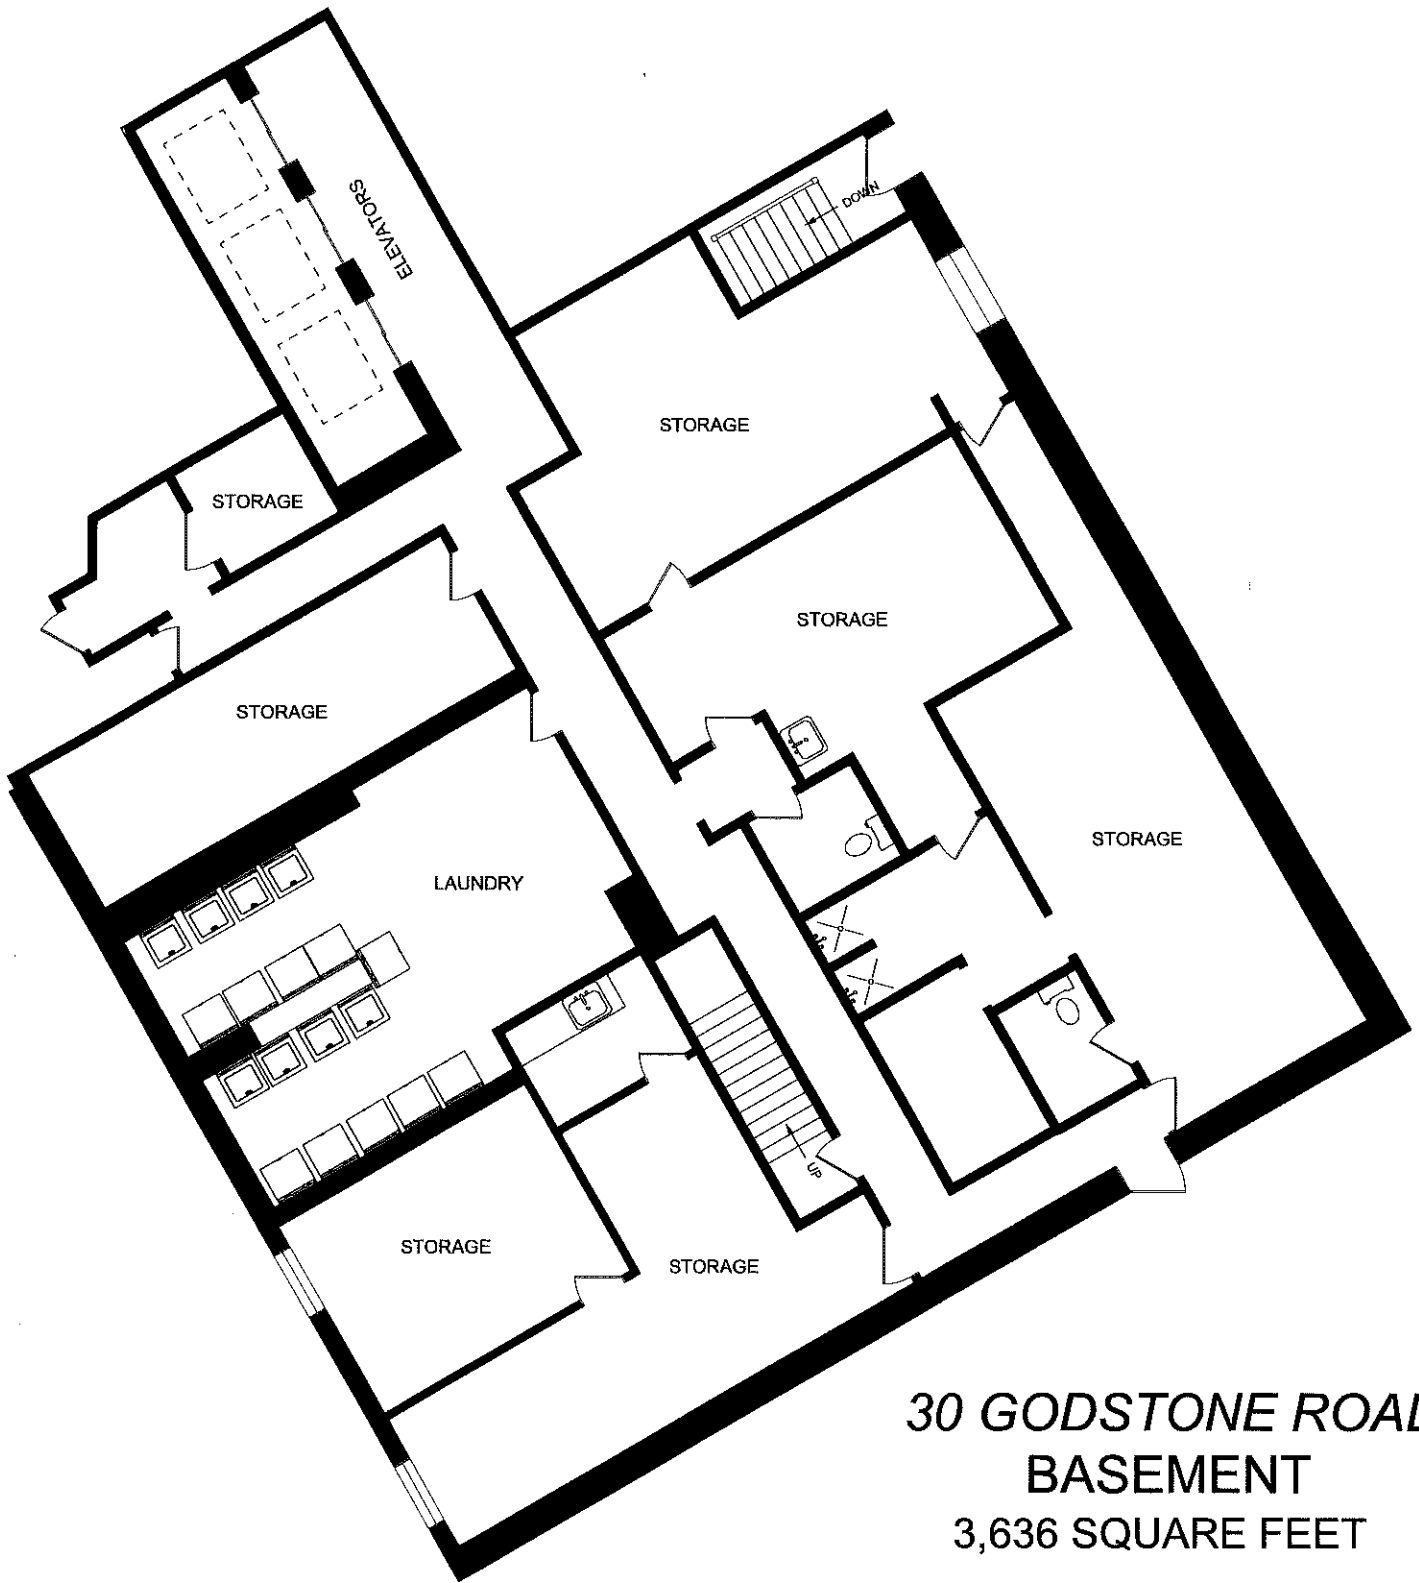 ELEVATORS
DOWN
STORAGE
STORAGE
STORAGE
STORAGE
STORAGE
LAUNDRY
UP
STORAGE
STORAGE
30 GODSTONE ROAD
BASEMENT
3,636 SQUARE FEET